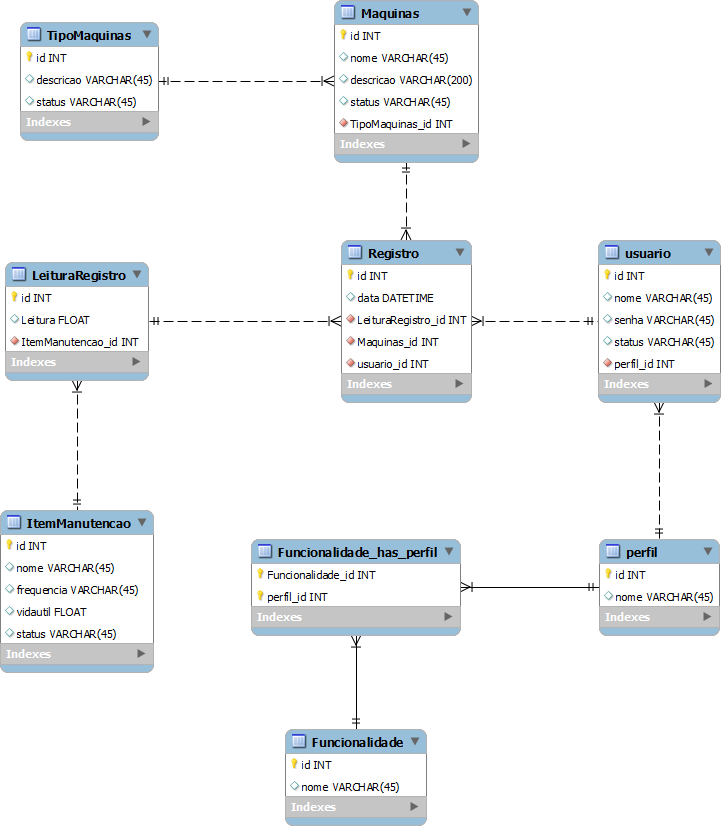 TipoMaquinas
id INT
descricao VARCHAR(45)
status VARCHAR(45)
Indexes
Maquinas
id INT
nome VARCHAR(45)
descricao VARCHAR(200)
status VARCHAR(45)
TipoMaquinas_id INT
Indexes
LeituraRegistro
id INT
Leitura FLOAT
ItemManutencao_id INT
Indexes
Registro
id INT
data DATETIME
LeituraRegistro_id INT
Maquinas_id INT
usuario_id INT
Indexes
usuario
id INT
nome VARCHAR(45)
senha VARCHAR(45)
status VARCHAR(45)
perfil_id INT
Indexes
ItemManutencao
id INT
nome VARCHAR(45)
frequencia VARCHAR(45)
vidautil FLOAT
status VARCHAR(45)
Indexes
Funcionalidade_has_perfil
Funcionalidade_id INT
perfil_id INT
Indexes
perfil
id INT
nome VARCHAR(45)
Indexes
Funcionalidade
id INT
nome VARCHAR(45)
Indexes